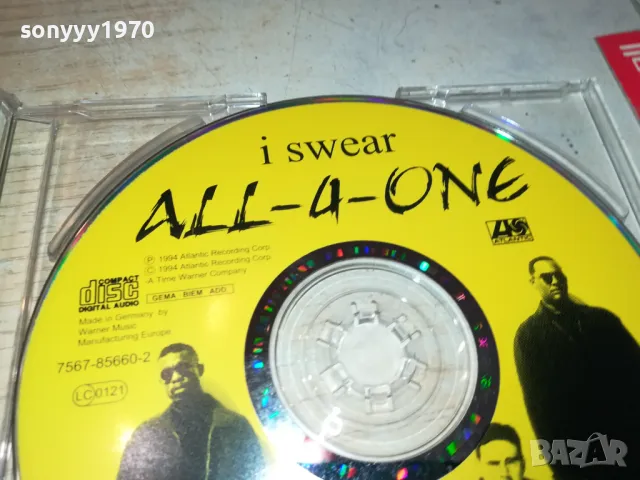 sonyyy1970
i swear
ALL-4-ONE
ATLANTIC
℗ 1994 Atlantic Recording Corp.
© 1994 Atlantic Recording Corp.
A Time Warner Company
COMPACT
disc
DIGITAL AUDIO
GEMA BIEM ADD
Made in Germany by
Warner Music
Manufacturing Europe
7567-85660-2
LC 0121
BAZAR